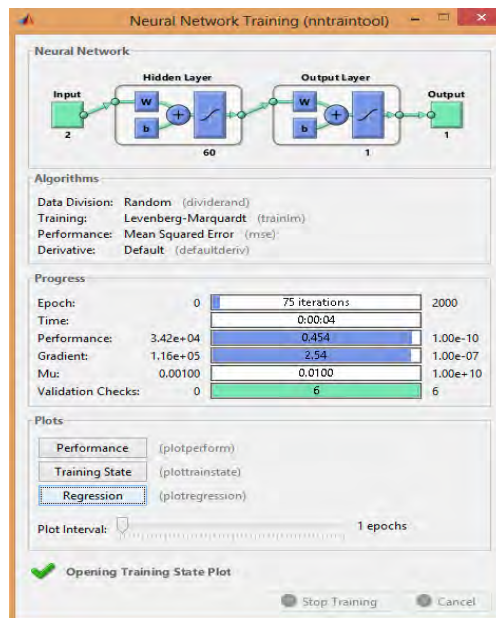 Neural Network Training (nntraintool)
Neural Network
Hidden Layer
Output Layer
Input
Output
W
b
W
b
2
60
1
1
Algorithms
Data Division: Random (dividerand)
Training: Levenberg-Marquardt (trainlm)
Performance: Mean Squared Error (mse)
Derivative: Default (defaultderiv)
Progress
Epoch: 0 75 iterations 2000
Time: 0:00:04
Performance: 3.42e+04 0.454 1.00e-10
Gradient: 1.16e+05 2.54 1.00e-07
Mu: 0.00100 0.0100 1.00e+10
Validation Checks: 0 6 6
Plots
Performance (plotperform)
Training State (plottrainstate)
Regression (plotregression)
Plot Interval: 1 epochs
Opening Training State Plot
Stop Training Cancel